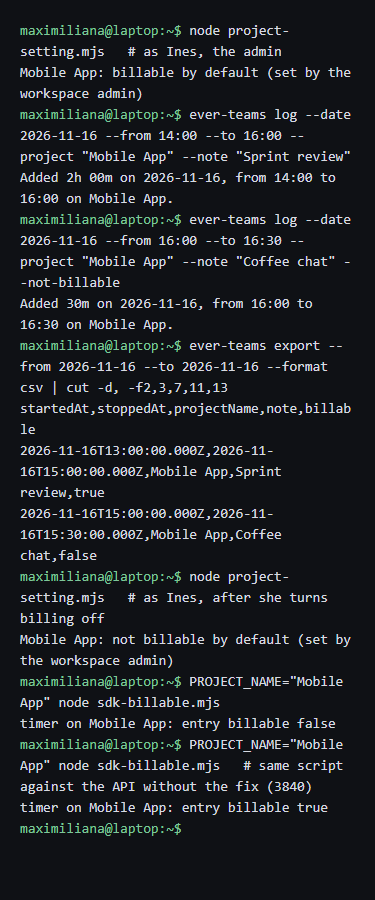 maximiliana@laptop:~$ node project-
setting.mjs   # as Ines, the admin
Mobile App: billable by default (set by the
workspace admin)
maximiliana@laptop:~$ ever-teams log --date
2026-11-16 --from 14:00 --to 16:00 --
project "Mobile App" --note "Sprint review"
Added 2h 00m on 2026-11-16, from 14:00 to
16:00 on Mobile App.
maximiliana@laptop:~$ ever-teams log --date
2026-11-16 --from 16:00 --to 16:30 --
project "Mobile App" --note "Coffee chat" -
-not-billable
Added 30m on 2026-11-16, from 16:00 to
16:30 on Mobile App.
maximiliana@laptop:~$ ever-teams export --
from 2026-11-16 --to 2026-11-16 --format
csv | cut -d, -f2,3,7,11,13
startedAt,stoppedAt,projectName,note,billab
le
2026-11-16T13:00:00.000Z,2026-11-
16T15:00:00.000Z,Mobile App,Sprint
review,true
2026-11-16T15:00:00.000Z,2026-11-
16T15:30:00.000Z,Mobile App,Coffee
chat,false
maximiliana@laptop:~$ node project-
setting.mjs   # as Ines, after she turns
billing off
Mobile App: not billable by default (set by
the workspace admin)
maximiliana@laptop:~$ PROJECT_NAME="Mobile
App" node sdk-billable.mjs
timer on Mobile App: entry billable false
maximiliana@laptop:~$ PROJECT_NAME="Mobile
App" node sdk-billable.mjs   # same script
against the API without the fix (3840)
timer on Mobile App: entry billable true
maximiliana@laptop:~$